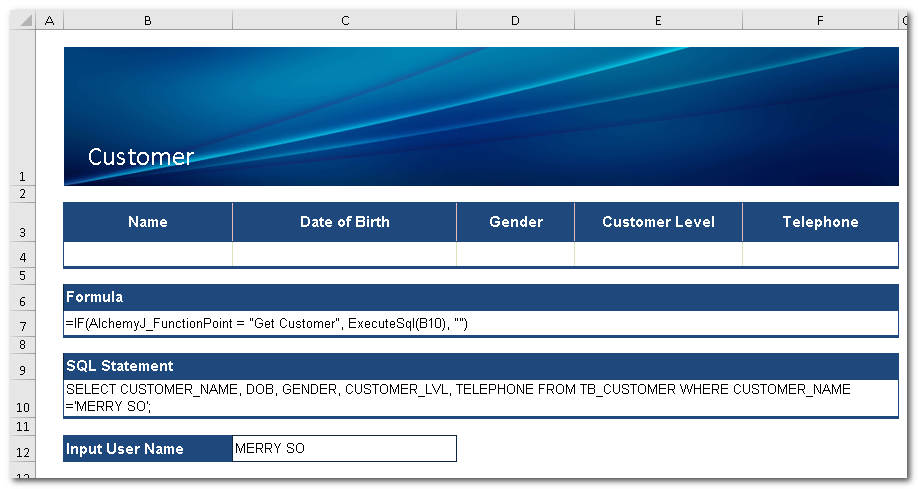 A B C D E F
1 Customer
2
3 Name Date of Birth Gender Customer Level Telephone
4
5
6 Formula
7 =IF(AlchemyJ_FunctionPoint = "Get Customer", ExecuteSql(B10), "")
8
9 SQL Statement
SELECT CUSTOMER_NAME, DOB, GENDER, CUSTOMER_LVL, TELEPHONE FROM TB_CUSTOMER WHERE CUSTOMER_NAME
10 ='MERRY SO';
11
12 Input User Name MERRY SO